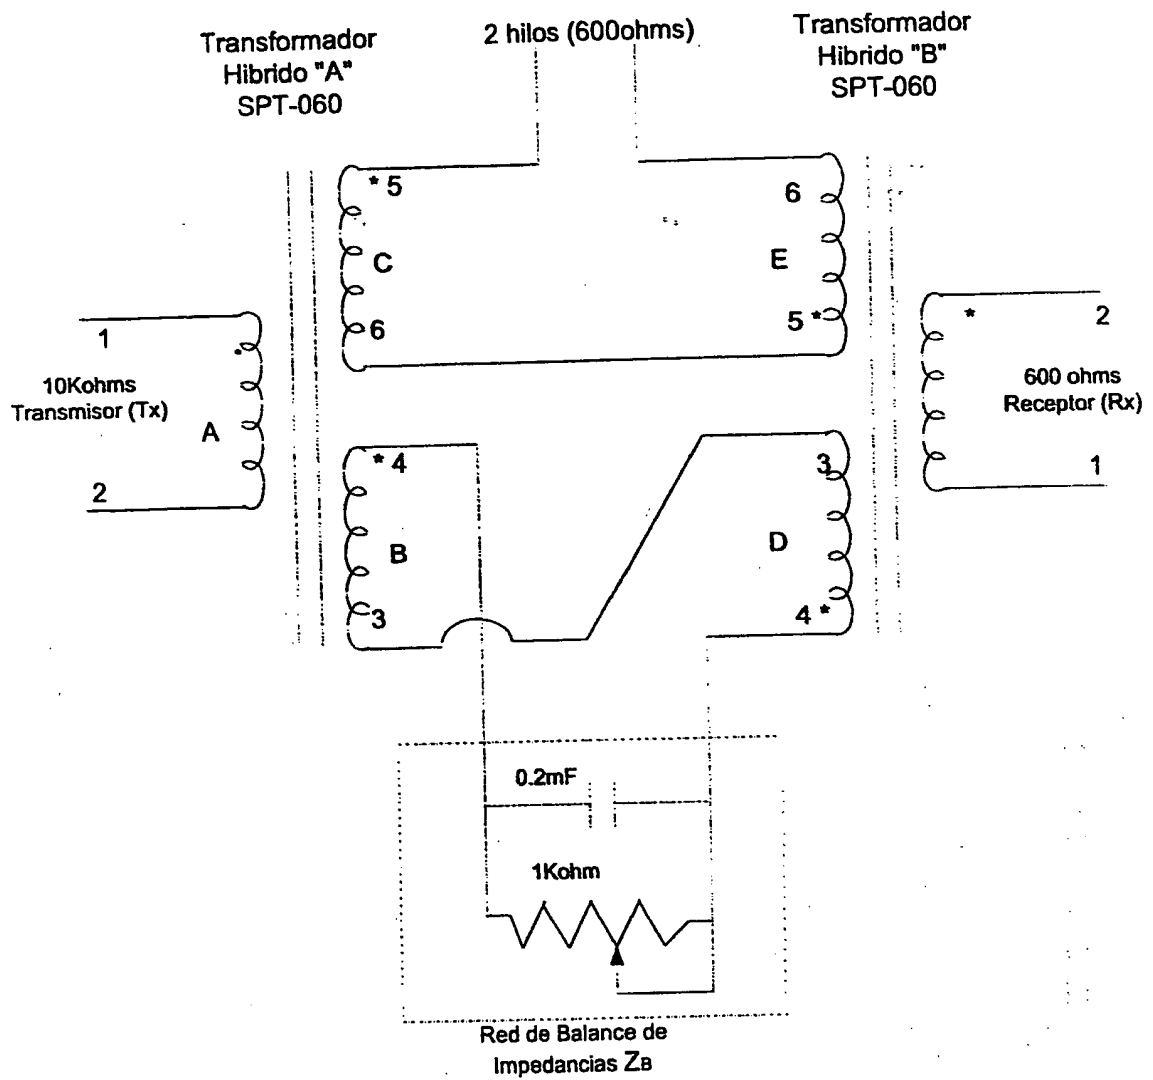 Transformador
Hibrido "A"
SPT-060
2 hilos (600ohms)
Transformador
Hibrido "B"
SPT-060
* 5
C
6
6
E
5 *
1
10Kohms
Transmisor (Tx)
A
2
* 2
600 ohms
Receptor (Rx)
1
* 4
B
3
3
D
4 *
0.2mF
1Kohm
Red de Balance de
Impedancias ZB